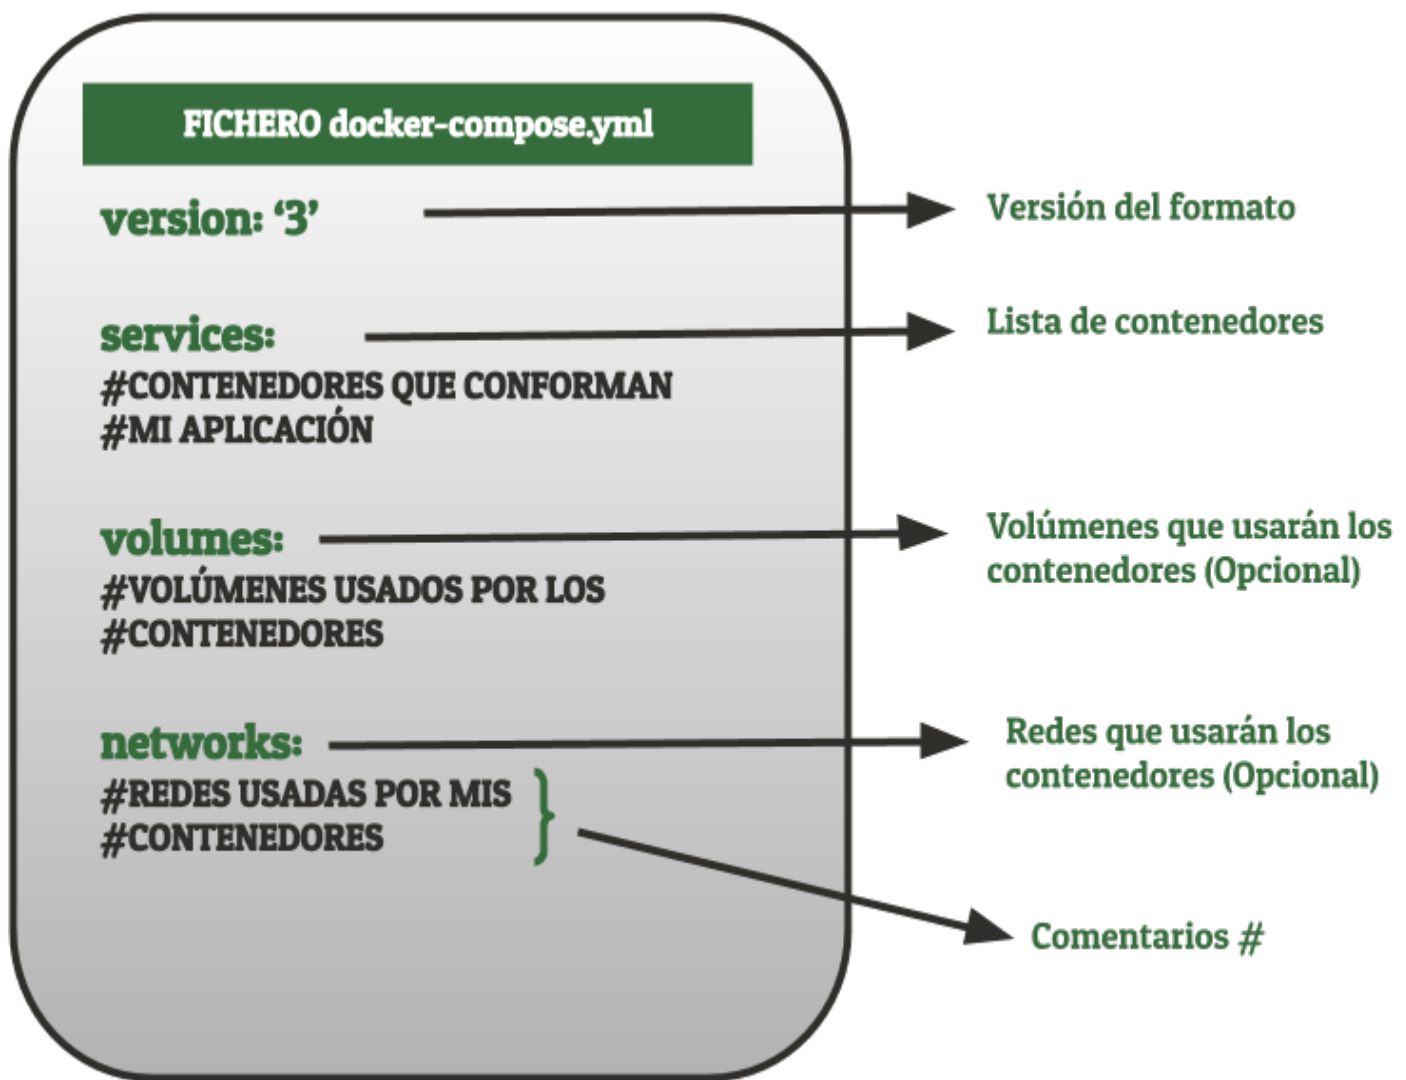 FICHERO docker-compose.yml
version: ‘3’
Versión del formato
services:
Lista de contenedores
#CONTENEDORES QUE CONFORMAN
#MI APLICACIÓN
volumes:
Volúmenes que usarán los
contenedores (Opcional)
#VOLÚMENES USADOS POR LOS
#CONTENEDORES
networks:
Redes que usarán los
contenedores (Opcional)
#REDES USADAS POR MIS
#CONTENEDORES
Comentarios #